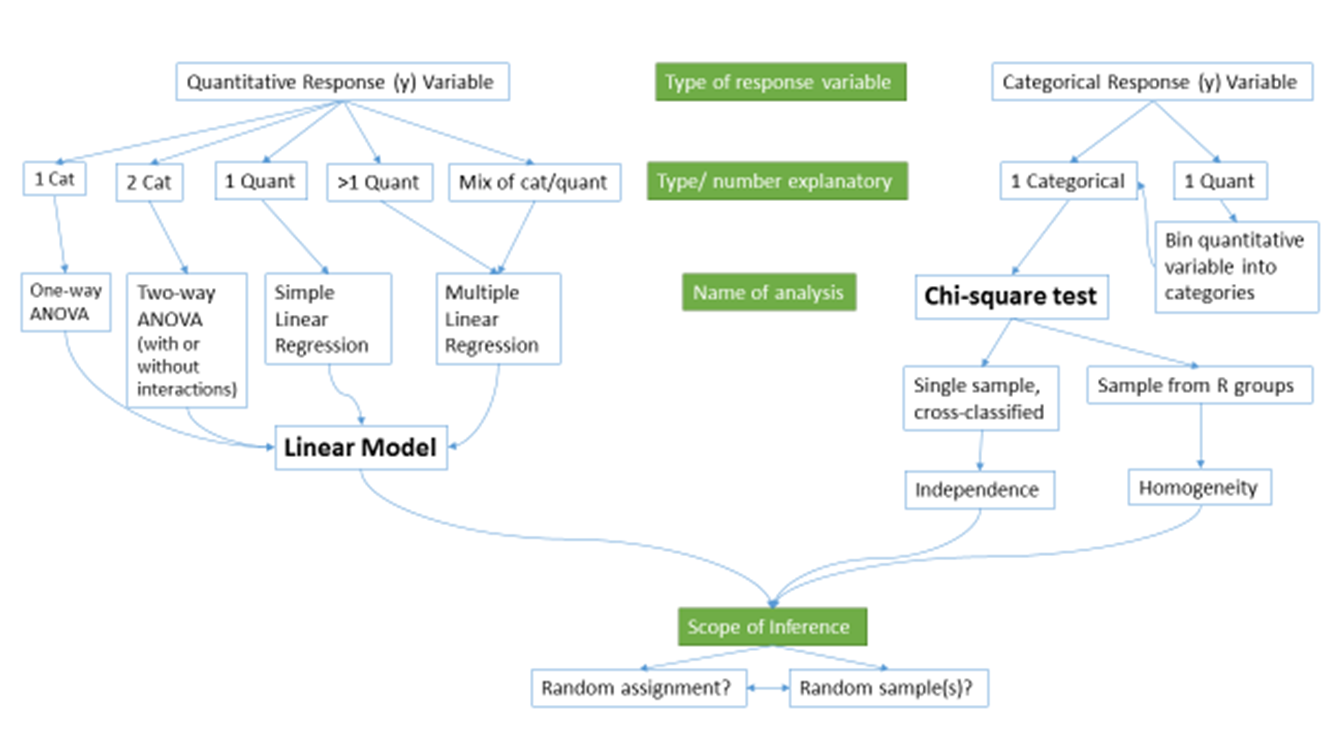 Quantitative Response (y) Variable
Type of response variable
Categorical Response (y) Variable
1 Cat
2 Cat
1 Quant
>1 Quant
Mix of cat/quant
Type/ number explanatory
1 Categorical
1 Quant
Bin quantitative
variable into
categories
One-way
ANOVA
Two-way
ANOVA
(with or
without
interactions)
Simple
Linear
Regression
Multiple
Linear
Regression
Name of analysis
Chi-square test
Single sample,
cross-classified
Sample from R groups
Linear Model
Independence
Homogeneity
Scope of Inference
Random assignment?
Random sample(s)?